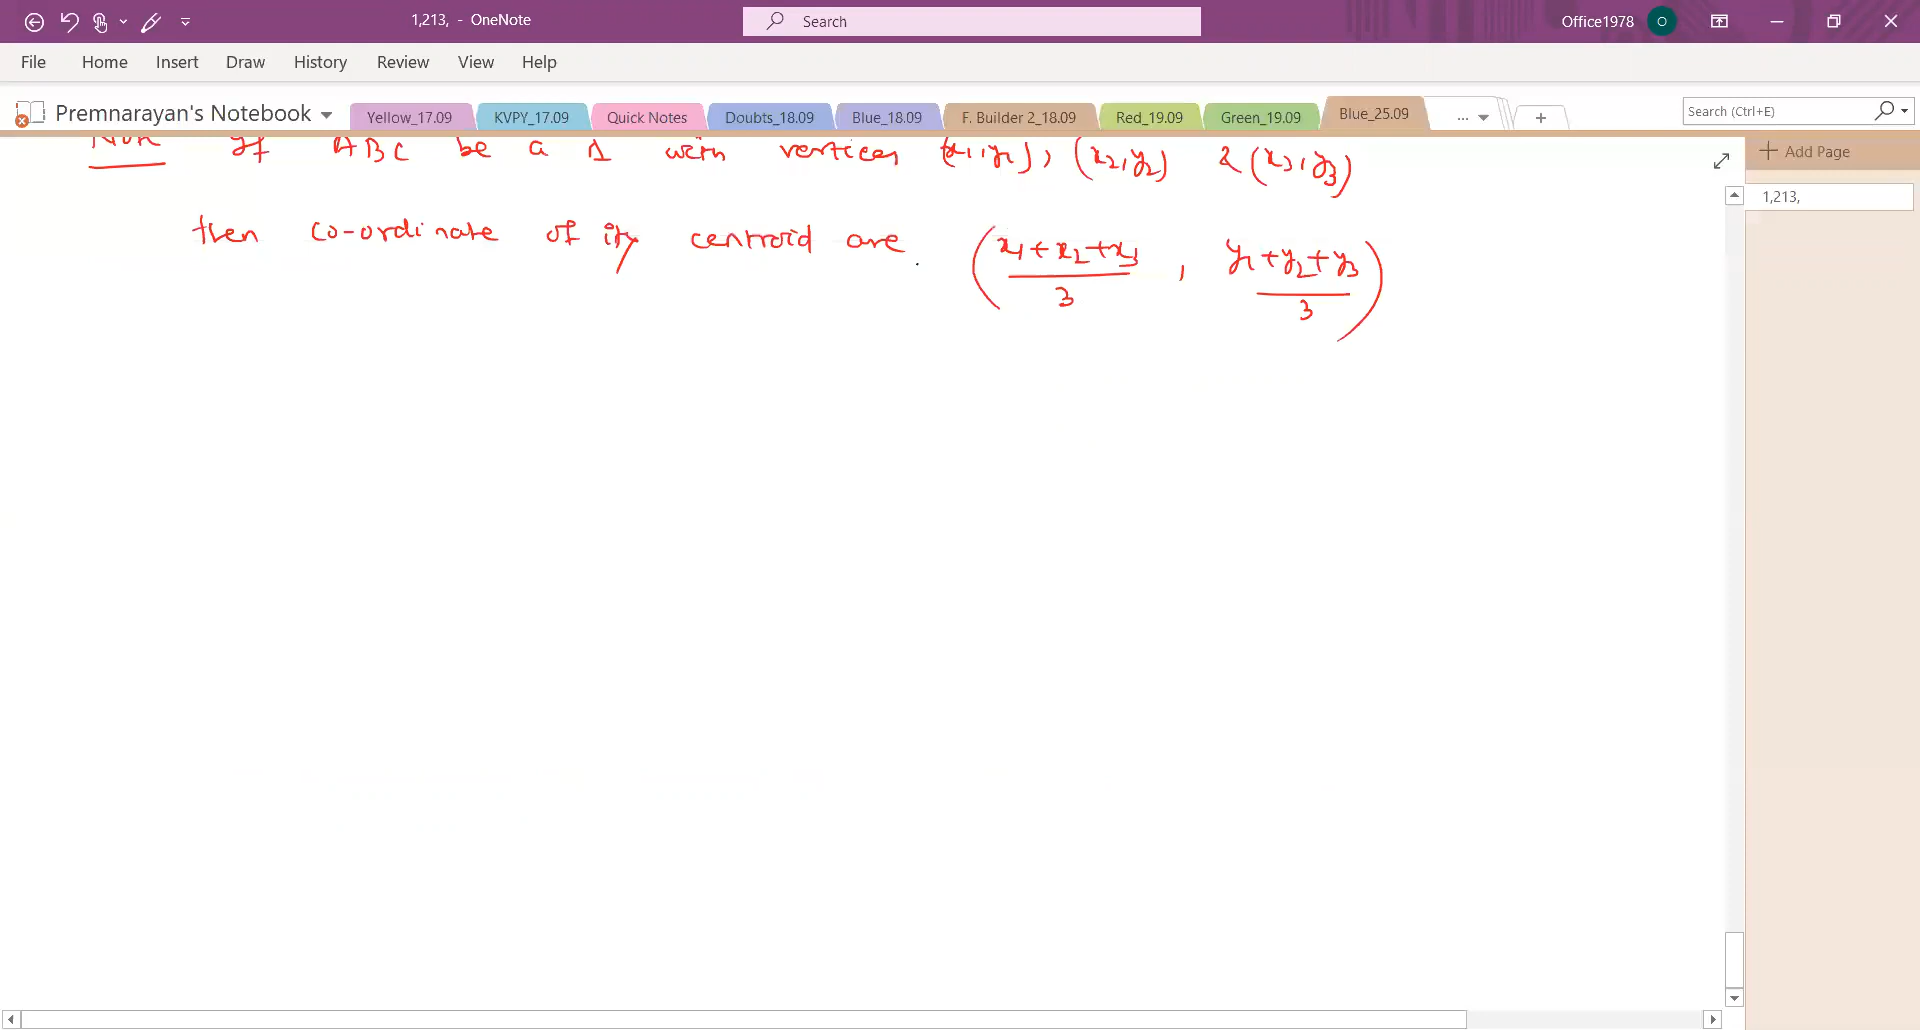 1,213, - OneNote
Search
Office1978
O
File Home Insert Draw History Review View Help
Premnarayan's Notebook
Yellow_17.09 KVPY_17.09 Quick Notes Doubts_18.09 Blue_18.09 F. Builder 2_18.09 Red_19.09 Green_19.09 Blue_25.09 ... +
Search (Ctrl+E)
Add Page
1,213,
Note If ABC be a Δ with vertices (x₁,y₁), (x₂,y₂) & (x₃,y₃)
then co-ordinate of its centroid are (x₁+x₂+x₃/3, y₁+y₂+y₃/3)